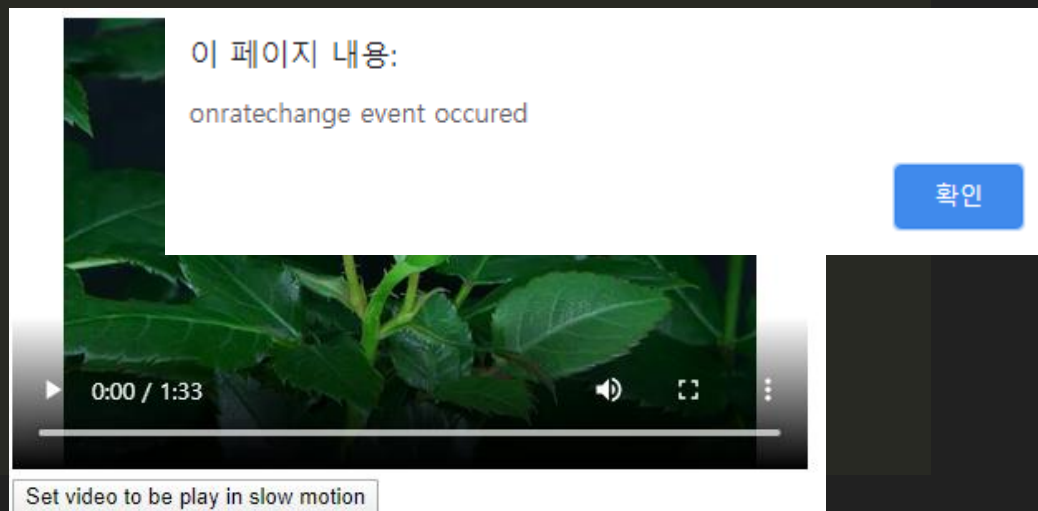 이 페이지 내용:
onratechange event occured
확인
0:00 / 1:33
Set video to be play in slow motion